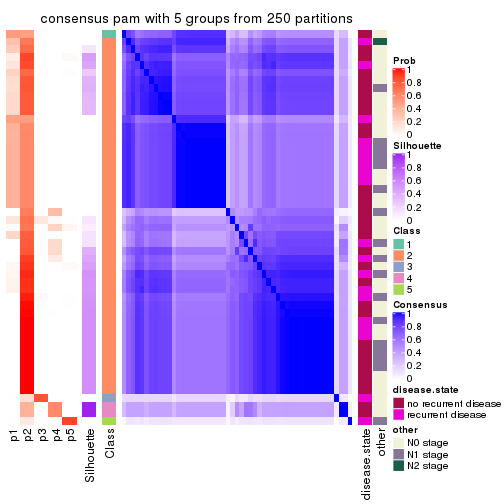 consensus pam with 5 groups from 250 partitions
Prob
1
0.8
0.6
0.4
0.2
0
Silhouette
1
0.8
0.6
0.4
0.2
0
Class
1
2
3
4
5
Consensus
1
0.8
0.6
0.4
0.2
0
disease.state
no recurrent disease
recurrent disease
other
N0 stage
N1 stage
N2 stage
p1
p2
p3
p4
p5
Silhouette
Class
disease.state
other